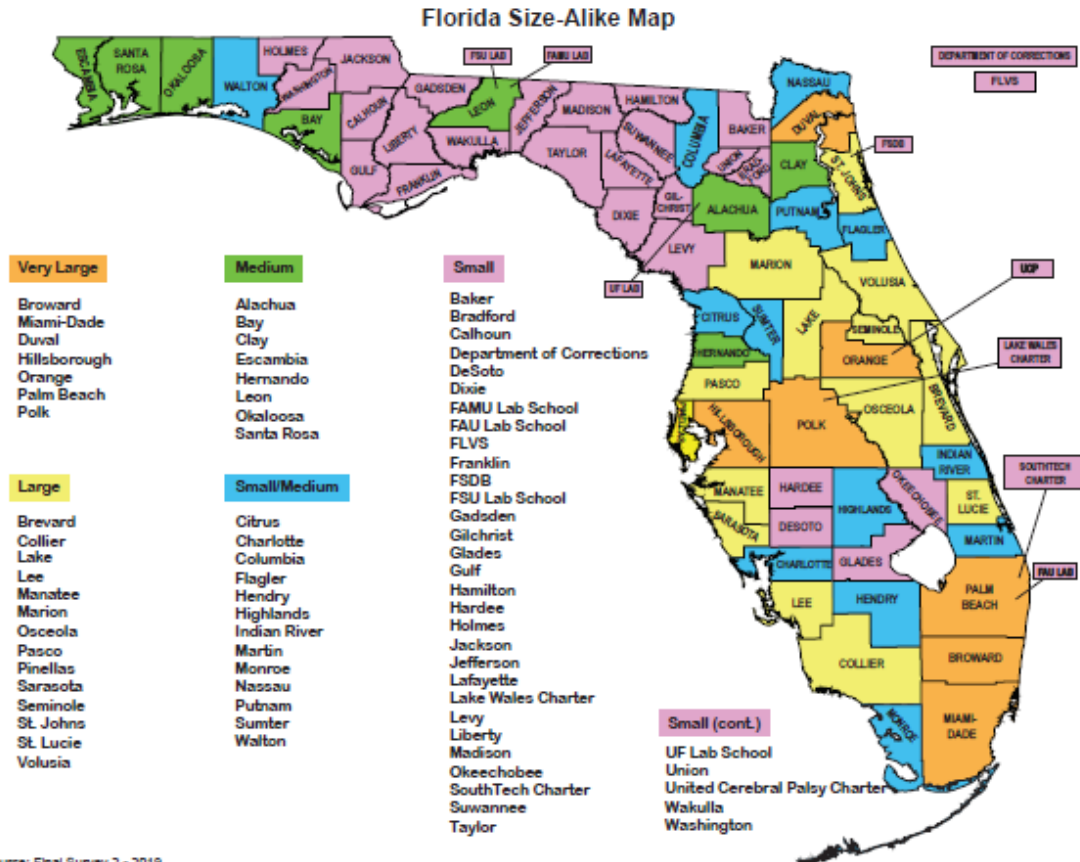 Florida Size-Alike Map
ESCAMBIA
SANTA
ROSA
OKALOOSA
WALTON
HOLMES
WASHINGTON
JACKSON
BAY
CALHOUN
GULF
LIBERTY
GADSDEN
FRANKLIN
LEON
WAKULLA
JEFFERSON
MADISON
TAYLOR
HAMILTON
SUWANNEE
LAFAYETTE
DIXIE
COLUMBIA
GIL-
CHRIST
LEVY
BAKER
UNION
BRAD
FORD
ALACHUA
NASSAU
DUVAL
CLAY
ST. JOHNS
PUTNAM
FLAGLER
MARION
VOLUSIA
CITRUS
SUMTER
LAKE
SEMINOLE
HERNANDO
ORANGE
PASCO
OSCEOLA
BREVARD
HILLSBOROUGH
POLK
INDIAN
RIVER
MANATEE
HARDEE
HIGHLANDS
OKEECHOBEE
ST.
LUCIE
SARASOTA
DESOTO
MARTIN
CHARLOTTE
GLADES
LEE
HENDRY
PALM
BEACH
COLLIER
BROWARD
MONROE
MIAMI-
DADE
FSU LAB
FAMU LAB
DEPARTMENT OF CORRECTIONS
FLVS
FSDB
UF LAB
UCP
LAKE WALES
CHARTER
SOUTHTECH
CHARTER
FAU LAB
Very Large
Broward
Miami-Dade
Duval
Hillsborough
Orange
Palm Beach
Polk
Large
Brevard
Collier
Lake
Lee
Manatee
Marion
Osceola
Pasco
Pinellas
Sarasota
Seminole
St. Johns
St. Lucie
Volusia
Medium
Alachua
Bay
Clay
Escambia
Hernando
Leon
Okaloosa
Santa Rosa
Small/Medium
Citrus
Charlotte
Columbia
Flagler
Hendry
Highlands
Indian River
Martin
Monroe
Nassau
Putnam
Sumter
Walton
Small
Baker
Bradford
Calhoun
Department of Corrections
DeSoto
Dixie
FAMU Lab School
FAU Lab School
FLVS
Franklin
FSDB
FSU Lab School
Gadsden
Gilchrist
Glades
Gulf
Hamilton
Hardee
Holmes
Jackson
Jefferson
Lafayette
Lake Wales Charter
Levy
Liberty
Madison
Okeechobee
SouthTech Charter
Suwannee
Taylor
Small (cont.)
UF Lab School
Union
United Cerebral Palsy Charter
Wakulla
Washington